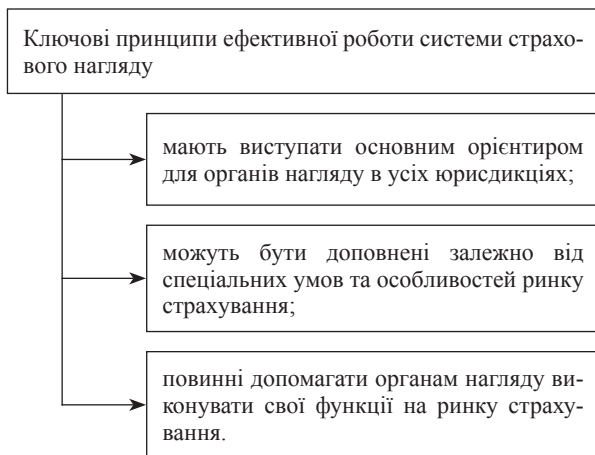 Ключові принципи ефективної роботи системи страхо-
вого нагляду
мають виступати основним орієнтиром
для органів нагляду в усіх юрисдикціях;
можуть бути доповнені залежно від
спеціальних умов та особливостей ринку
страхування;
повинні допомагати органам нагляду ви-
конувати свої функції на ринку страху-
вання.